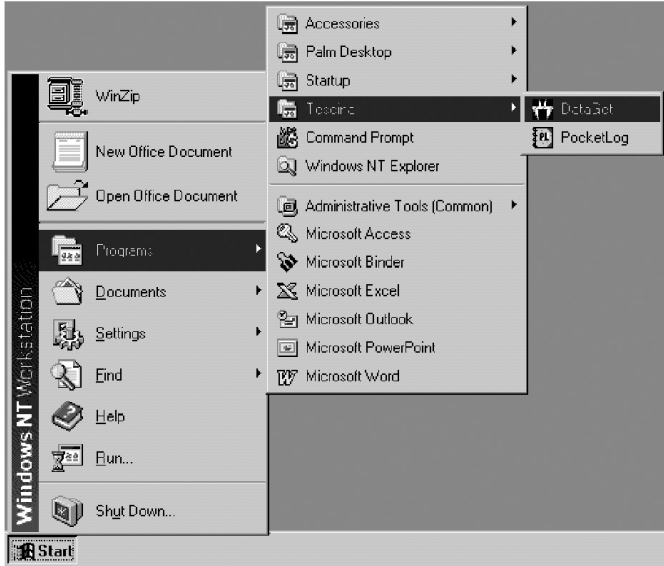 WinZip
New Office Document
Open Office Document
Programs
Documents
Settings
Find
Help
Run...
Shut Down...
Windows NT Workstation
Start
Accessories
Palm Desktop
Startup
Command Prompt
Windows NT Explorer
Administrative Tools (Common)
Microsoft Access
Microsoft Binder
Microsoft Excel
Microsoft Outlook
Microsoft PowerPoint
Microsoft Word
DataGet
PocketLog